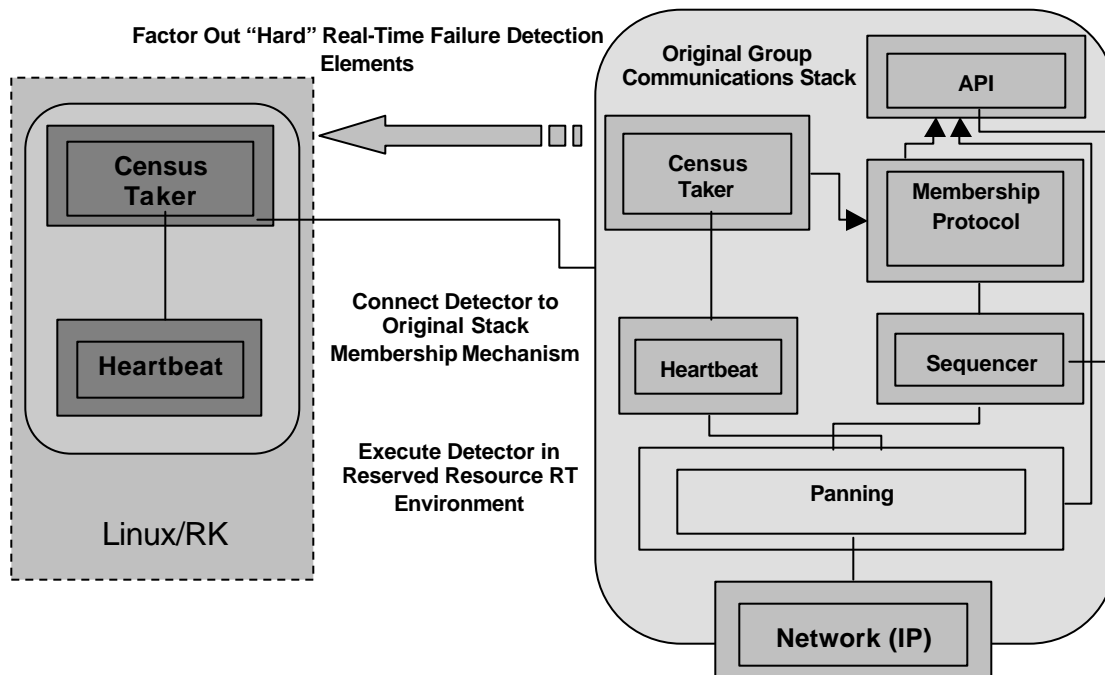 Factor Out “Hard” Real-Time Failure Detection
Elements
Original Group
Communications Stack
API
Census
Taker
Census
Taker
Membership
Protocol
Connect Detector to
Original Stack
Membership Mechanism
Heartbeat
Heartbeat
Sequencer
Execute Detector in
Reserved Resource RT
Environment
Panning
Linux/RK
Network (IP)